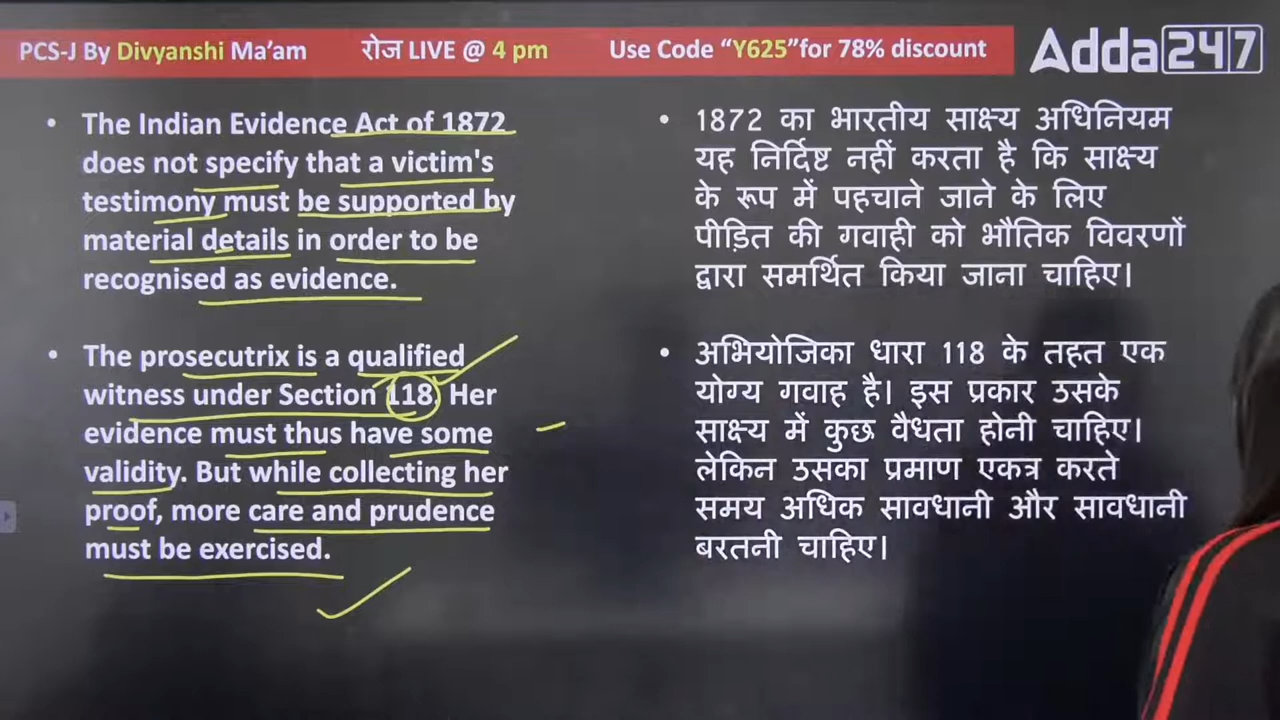 PCS-J By Divyanshi Ma’am रोज LIVE @ 4 pm Use Code “Y625”for 78% discount
Adda247
• The Indian Evidence Act of 1872
does not specify that a victim's
testimony must be supported by
material details in order to be
recognised as evidence.
• The prosecutrix is a qualified
witness under Section 118. Her
evidence must thus have some
validity. But while collecting her
proof, more care and prudence
must be exercised.
• 1872 का भारतीय साक्ष्य अधिनियम
यह निर्दिष्ट नहीं करता है कि साक्ष्य
के रूप में पहचाने जाने के लिए
पीड़ित की गवाही को भौतिक विवरणों
द्वारा समर्थित किया जाना चाहिए।
• अभियोजिका धारा 118 के तहत एक
योग्य गवाह है। इस प्रकार उसके
साक्ष्य में कुछ वैधता होनी चाहिए।
लेकिन उसका प्रमाण एकत्र करते
समय अधिक सावधानी और सावधानी
बरतनी चाहिए।